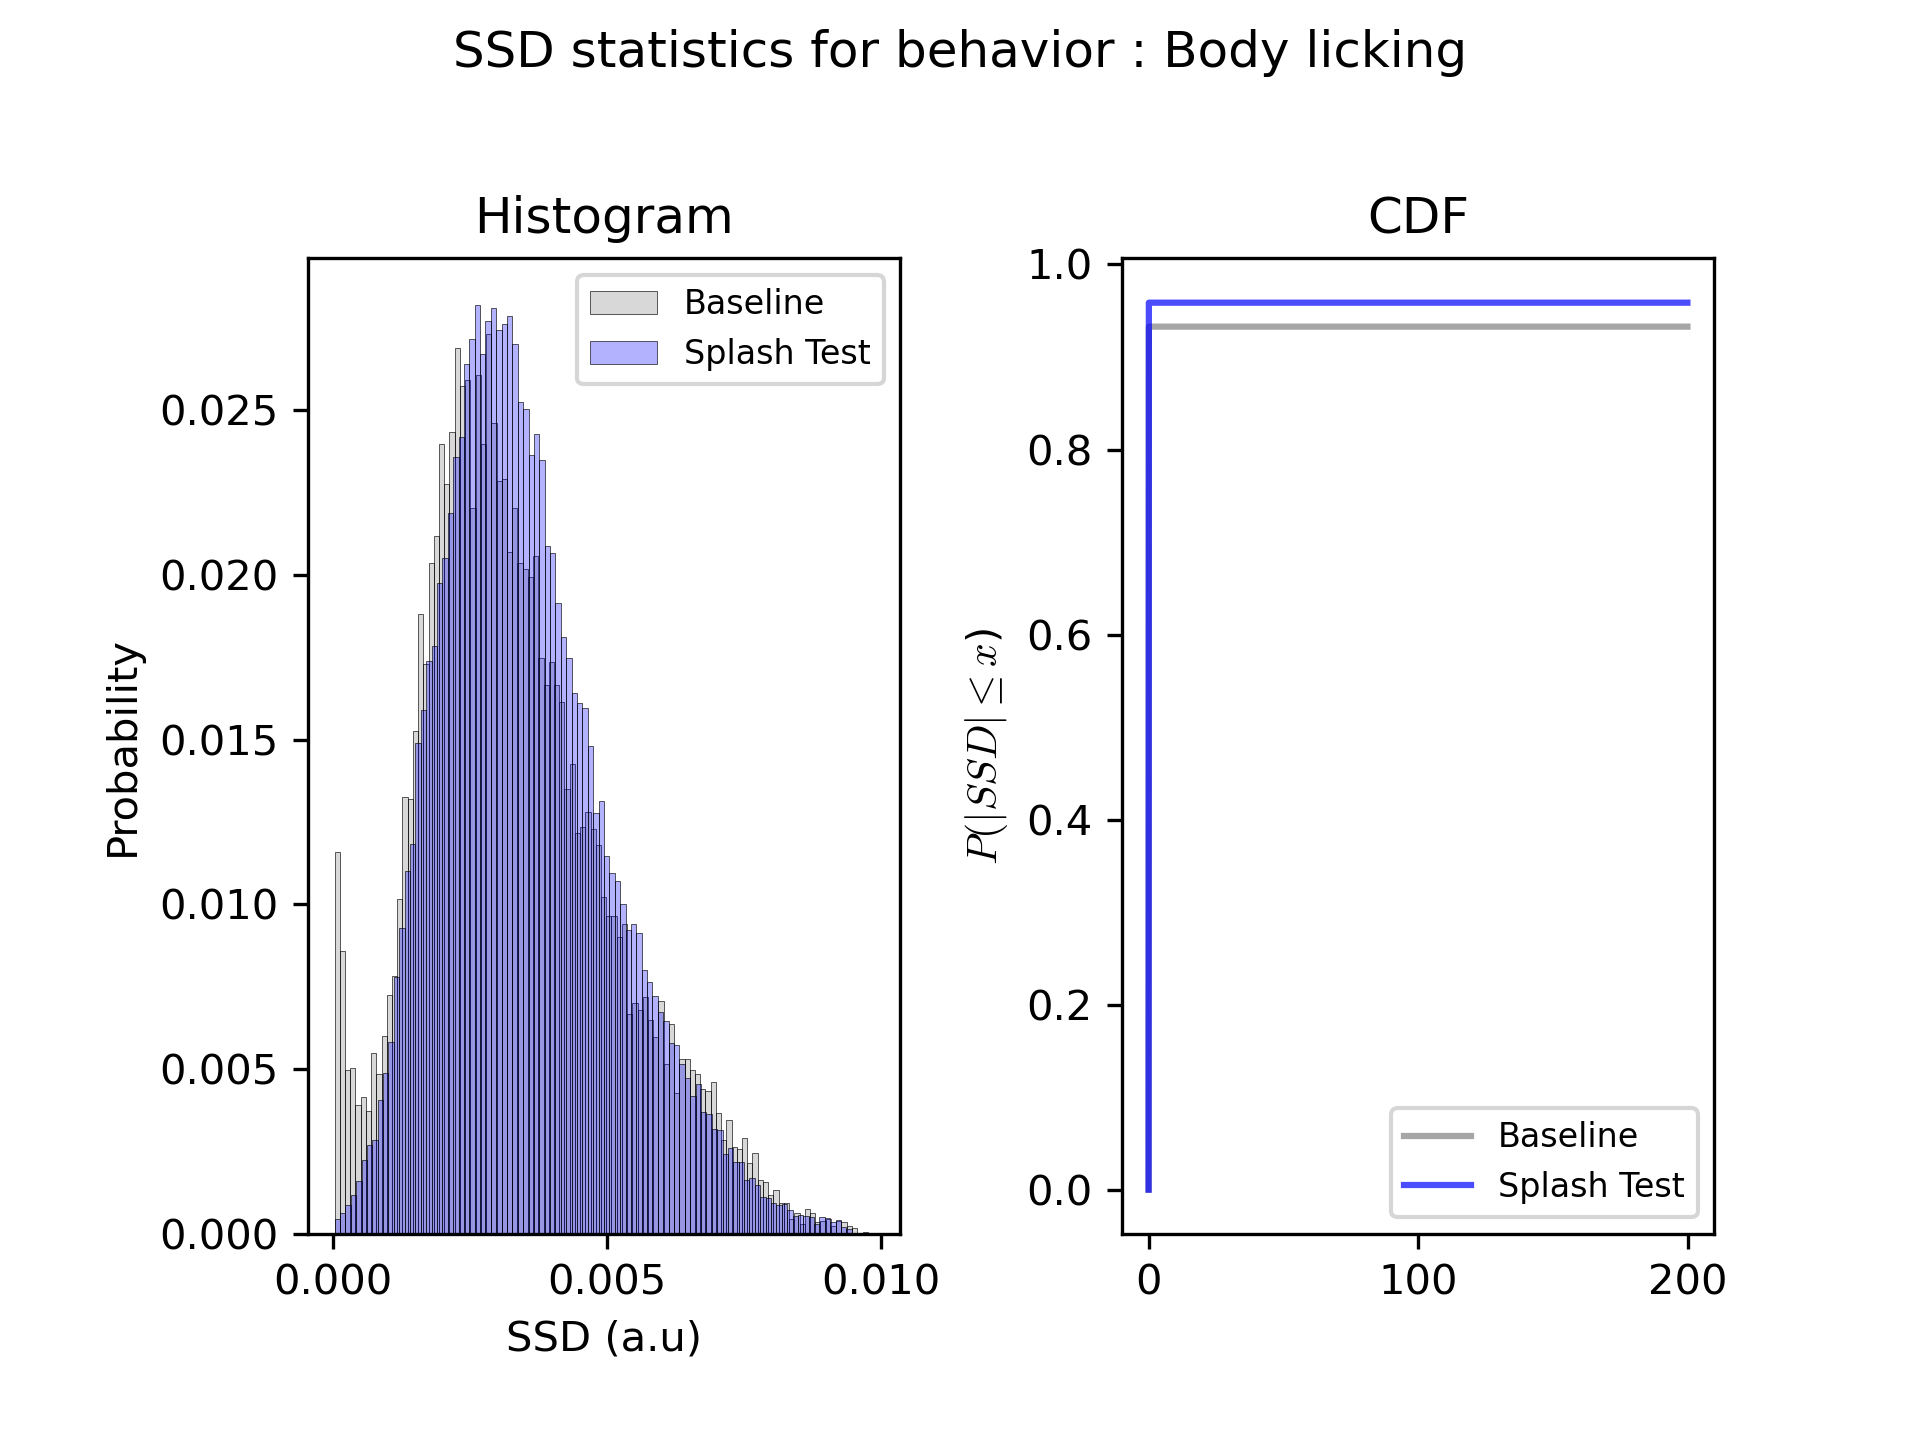 SSD statistics for behavior : Body licking
Histogram
Baseline
Splash Test
0.025
0.020
0.015
0.010
0.005
0.000
Probability
0.000 0.005 0.010
SSD (a.u)
CDF
1.0
0.8
0.6
0.4
0.2
0.0
P(|SSD| ≤ x)
Baseline
Splash Test
0 100 200